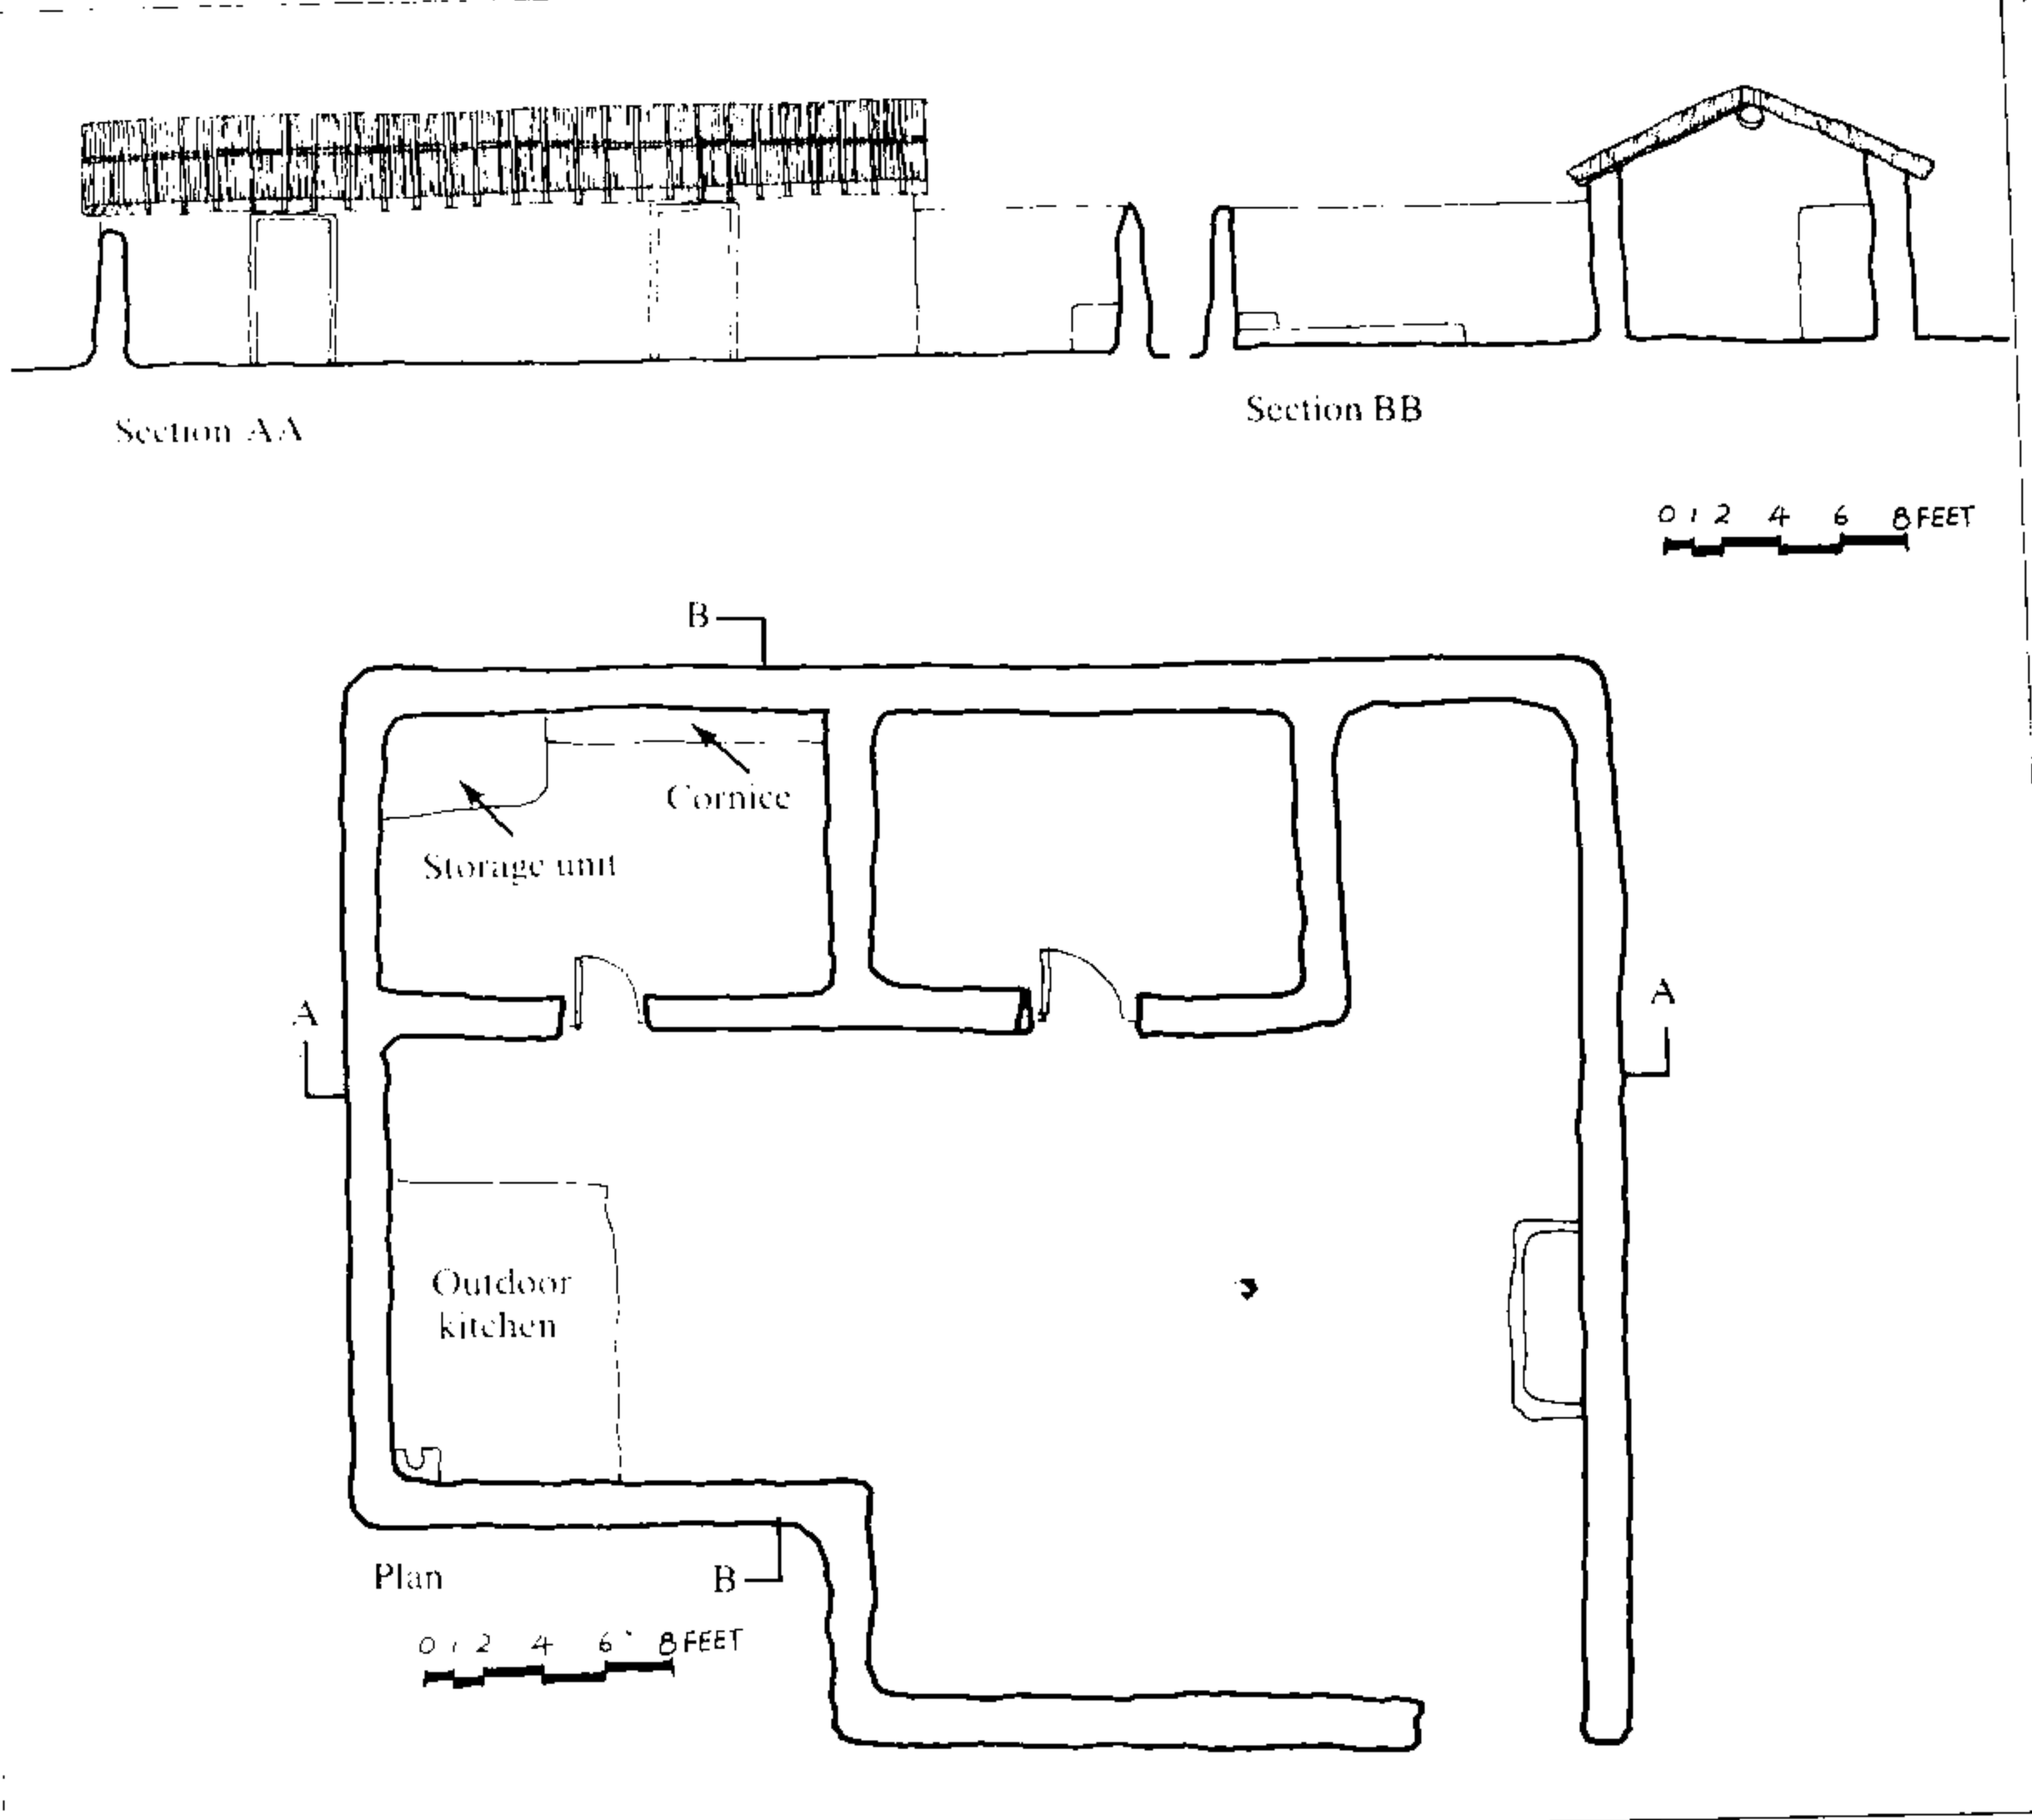 Section AA
Section BB
0 1 2 4 6 8 FEET
B
Cornice
Storage unit
A
A
Outdoor
kitchen
Plan
B
0 1 2 4 6 8 FEET